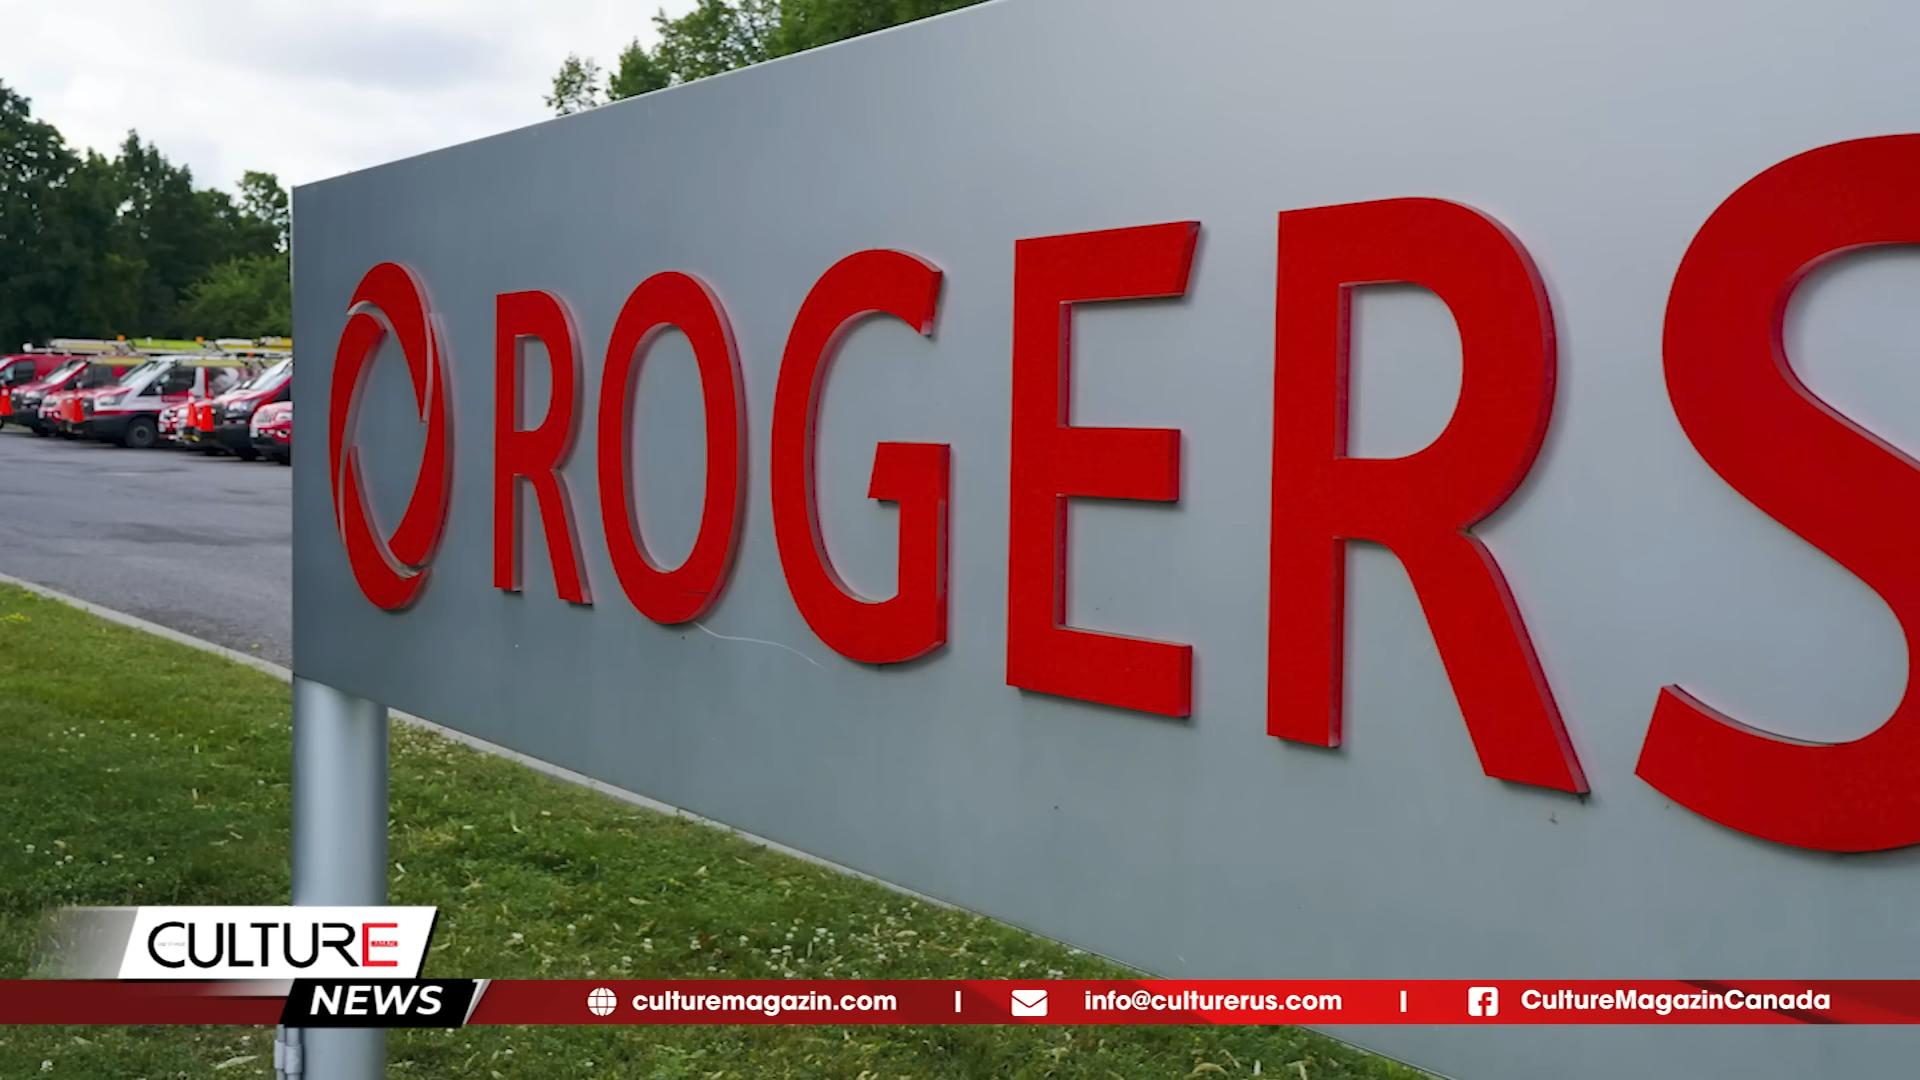 ROGERS
CULTURE
MAGAZIN
NEWS
culturemagazin.com | info@culturerus.com | CultureMagazinCanada